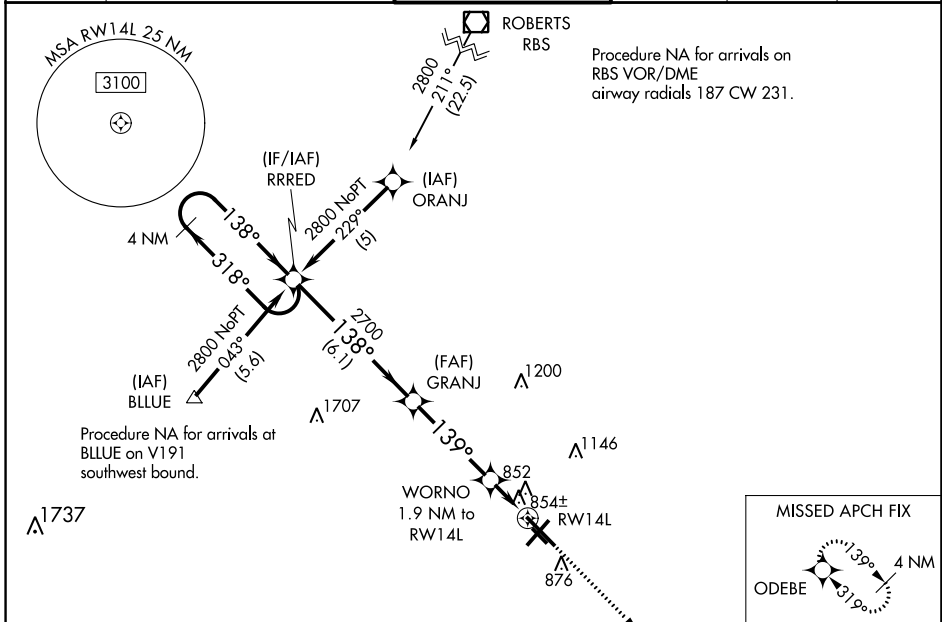 MSA RW14L 25 NM
3100
ROBERTS
RBS
2800
211°
(22.5)
Procedure NA for arrivals on
RBS VOR/DME
airway radials 187 CW 231.
(IF/IAF)
RRRED
(IAF)
ORANJ
2800 NoPT
229°
(5)
4 NM
138°
318°
2800 NoPT
043°
(5.6)
2700
138°
(6.1)
(IAF)
BLLUE
(FAF)
GRANJ
1200
1707
Procedure NA for arrivals at
BLLUE on V191
southwest bound.
139°
1146
852
WORNO
1.9 NM to
RW14L
854±
RW14L
1737
876
MISSED APCH FIX
139°
4 NM
ODEBE
319°